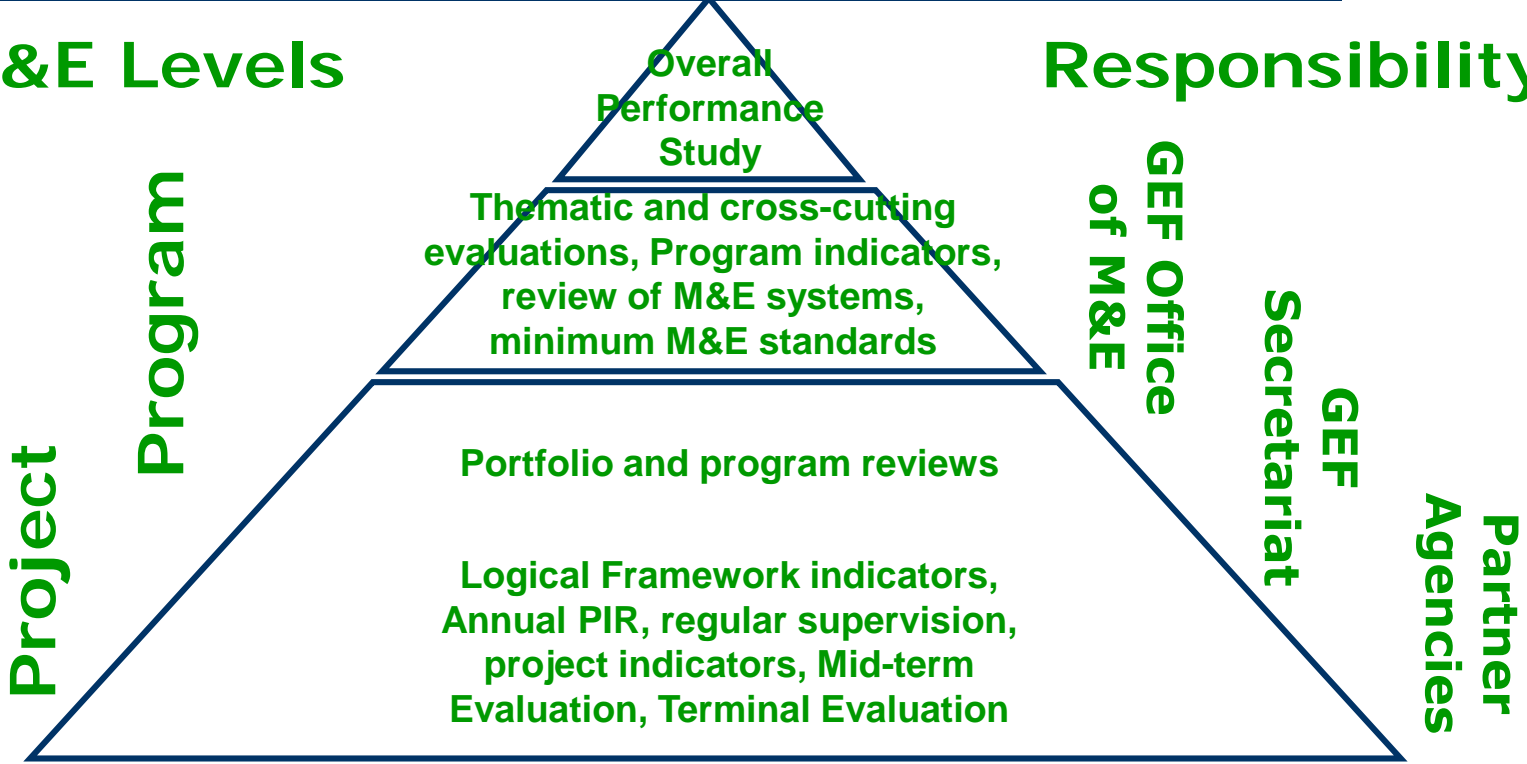 &E Levels
Responsibility
Overall
Performance
Study
Thematic and cross-cutting
evaluations, Program indicators,
review of M&E systems,
minimum M&E standards
Portfolio and program reviews
Logical Framework indicators,
Annual PIR, regular supervision,
project indicators, Mid-term
Evaluation, Terminal Evaluation
Program
Project
GEF Office
of M&E
GEF
Secretariat
Partner
Agencies